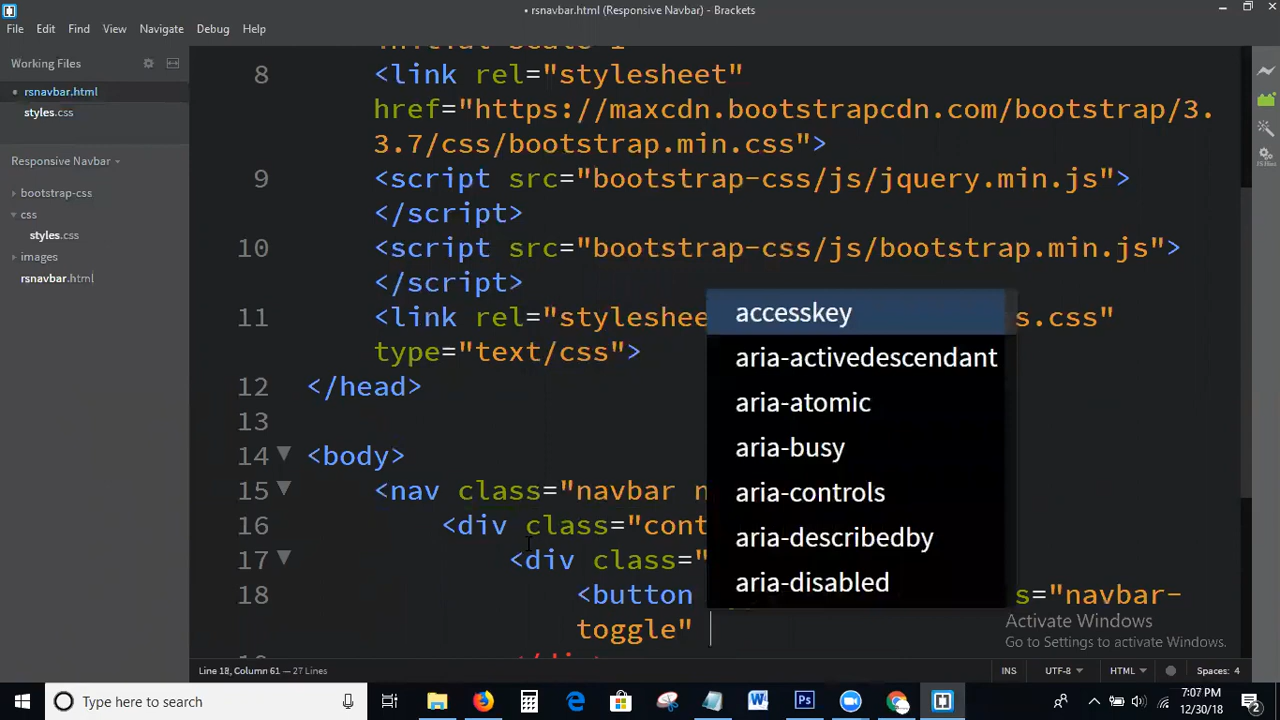 • rsnavbar.html (Responsive Navbar) - Brackets
File Edit Find View Navigate Debug Help
Working Files
• rsnavbar.html
styles.css
Responsive Navbar
bootstrap-css
css
styles.css
images
rsnavbar.html
8 <link rel="stylesheet"
href="https://maxcdn.bootstrapcdn.com/bootstrap/3.
3.7/css/bootstrap.min.css">
9 <script src="bootstrap-css/js/jquery.min.js">
</script>
10 <script src="bootstrap-css/js/bootstrap.min.js">
</script>
11 <link rel="styleshee s.css"
type="text/css">
12 </head>
13
14 <body>
15 <nav class="navbar n
16 <div class="cont
17 <div class="
18 <button s="navbar-
toggle"
accesskey
aria-activedescendant
aria-atomic
aria-busy
aria-controls
aria-describedby
aria-disabled
Activate Windows
Go to Settings to activate Windows.
Line 18, Column 61 — 27 Lines
INS UTF-8 HTML Spaces: 4
Type here to search
7:07 PM
12/30/18
2